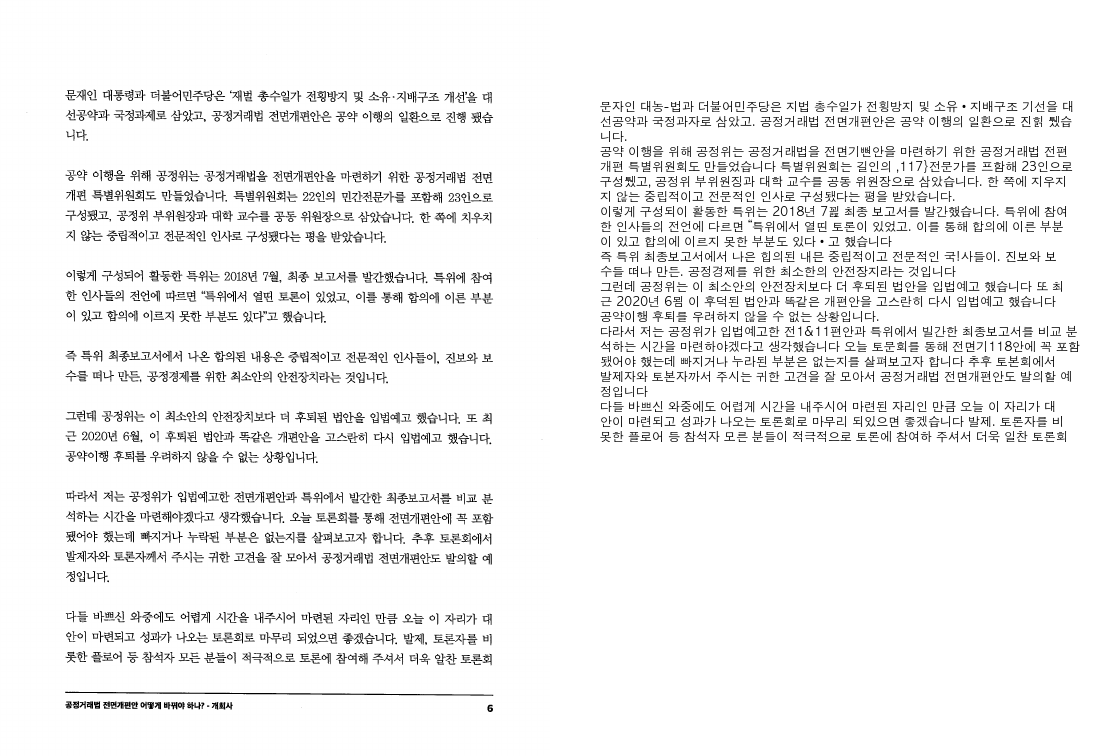 문재인 대통령과 더불어민주당은 '재벌 총수일가 전횡방지 및 소유·지배구조 개선'을 대
선공약과 국정과제로 삼았고, 공정거래법 전면개편안은 공약 이행의 일환으로 진행 됐습
니다.
공약 이행을 위해 공정위는 공정거래법을 전면개편안을 마련하기 위한 공정거래법 전면
개편 특별위원회도 만들었습니다. 특별위원회는 22인의 민간전문가를 포함해 23인으로
구성됐고, 공정위 부위원장과 대학 교수를 공동 위원장으로 삼았습니다. 한 쪽에 치우치
지 않는 중립적이고 전문적인 인사로 구성됐다는 평을 받았습니다.
이렇게 구성되어 활동한 특위는 2018년 7월, 최종 보고서를 발간했습니다. 특위에 참여
한 인사들의 전언에 따르면 "특위에서 열띤 토론이 있었고, 이를 통해 합의에 이른 부분
이 있고 합의에 이르지 못한 부분도 있다"고 했습니다.
즉 특위 최종보고서에서 나온 합의된 내용은 중립적이고 전문적인 인사들이, 진보와 보
수를 떠나 만든, 공정경제를 위한 최소안의 안전장치라는 것입니다.
그런데 공정위는 이 최소안의 안전장치보다 더 후퇴된 법안을 입법예고 했습니다. 또 최
근 2020년 6월, 이 후퇴된 법안과 똑같은 개편안을 고스란히 다시 입법예고 했습니다.
공약이행 후퇴를 우려하지 않을 수 없는 상황입니다.
따라서 저는 공정위가 입법예고한 전면개편안과 특위에서 발간한 최종보고서를 비교 분
석하는 시간을 마련해야겠다고 생각했습니다. 오늘 토론회를 통해 전면개편안에 꼭 포함
됐어야 했는데 빠지거나 누락된 부분은 없는지를 살펴보고자 합니다. 추후 토론회에서
발제자와 토론자께서 주시는 귀한 고견을 잘 모아서 공정거래법 전면개편안도 발의할 예
정입니다.
다들 바쁘신 와중에도 어렵게 시간을 내주시어 마련된 자리인 만큼 오늘 이 자리가 대
안이 마련되고 성과가 나오는 토론회로 마무리 되었으면 좋겠습니다. 발제, 토론자를 비
롯한 플로어 등 참석자 모든 분들이 적극적으로 토론에 참여해 주셔서 더욱 알찬 토론회
공정거래법 전면개편안 어떻게 바꿔야 하나? - 개회사
6
문자인 대농-법과 더불어민주당은 지법 총수일가 전횡방지 및 소유 • 지배구조 기선을 대
선공약과 국정과자로 삼았고. 공정거래법 전면개편안은 공약 이행의 일환으로 진훍 퓄습
니다.
공약 이행을 위해 공정위는 공정거래법을 전면기뻔안을 마련하기 위한 공정거래법 전편
개편 특별위원회도 만들었습니다 특별위원회는 길인의 ,117}전문가를 프함해 23인으로
구성퓄고, 공정위 부위원징과 대학 교수를 공동 위원장으로 삼았습니다. 한 쪽에 지우지
지 않는 중립적이고 전문적인 인사로 구성됐다는 평을 받았습니다.
이렇게 구성되이 활동한 특위는 2018년 7뀔 최종 보고서를 발간했습니다. 특위에 참여
한 인사들의 전언에 다르면 "특위에서 열띤 토론이 있었고. 이를 통해 합의에 이른 부분
이 있고 합의에 이르지 못한 부분도 있다 • 고 했습니다
즉 특위 최종보고서에서 나은 힙의된 내믄 중립적이고 전문적인 국!사들이. 진보와 보
수들 떠나 만든. 공정경제를 위한 최소한의 안전장지라는 것입니다
그런데 공정위는 이 최소안의 안전장치보다 더 후되된 법안을 입법예고 했습니다 또 최
근 2020년 6뭠 이 후덕된 법안과 똑같은 개편안을 고스란히 다시 입법예고 했습니다
공약이행 후퇴를 우려하지 않을 수 없는 상황입니다.
다라서 저는 공정위가 입법예고한 전1&11편안과 특위에서 빌간한 최종보고서를 비교 분
석하는 시간을 마련하야겠다고 생각했습니다 오늘 토문회를 통해 전면기118안에 꼭 포함
됐어야 했는데 빠지거나 누라된 부분은 없는지를 살펴보고자 합니다 추후 토본회에서
발제자와 토본자까서 주시는 귀한 고견을 잘 모아서 공정거래법 전면개편안도 발의할 예
정입니다
다들 바쁘신 와중에도 어렵게 시간을 내주시어 마련된 자리인 만큼 오늘 이 자리가 대
안이 마련되고 성과가 나오는 토론회로 마무리 되있으면 좋겠습니다 발제. 토론자를 비
못한 플로어 등 참석자 모른 분들이 적극적으로 토론에 참여하 주셔서 더욱 일찬 토론회